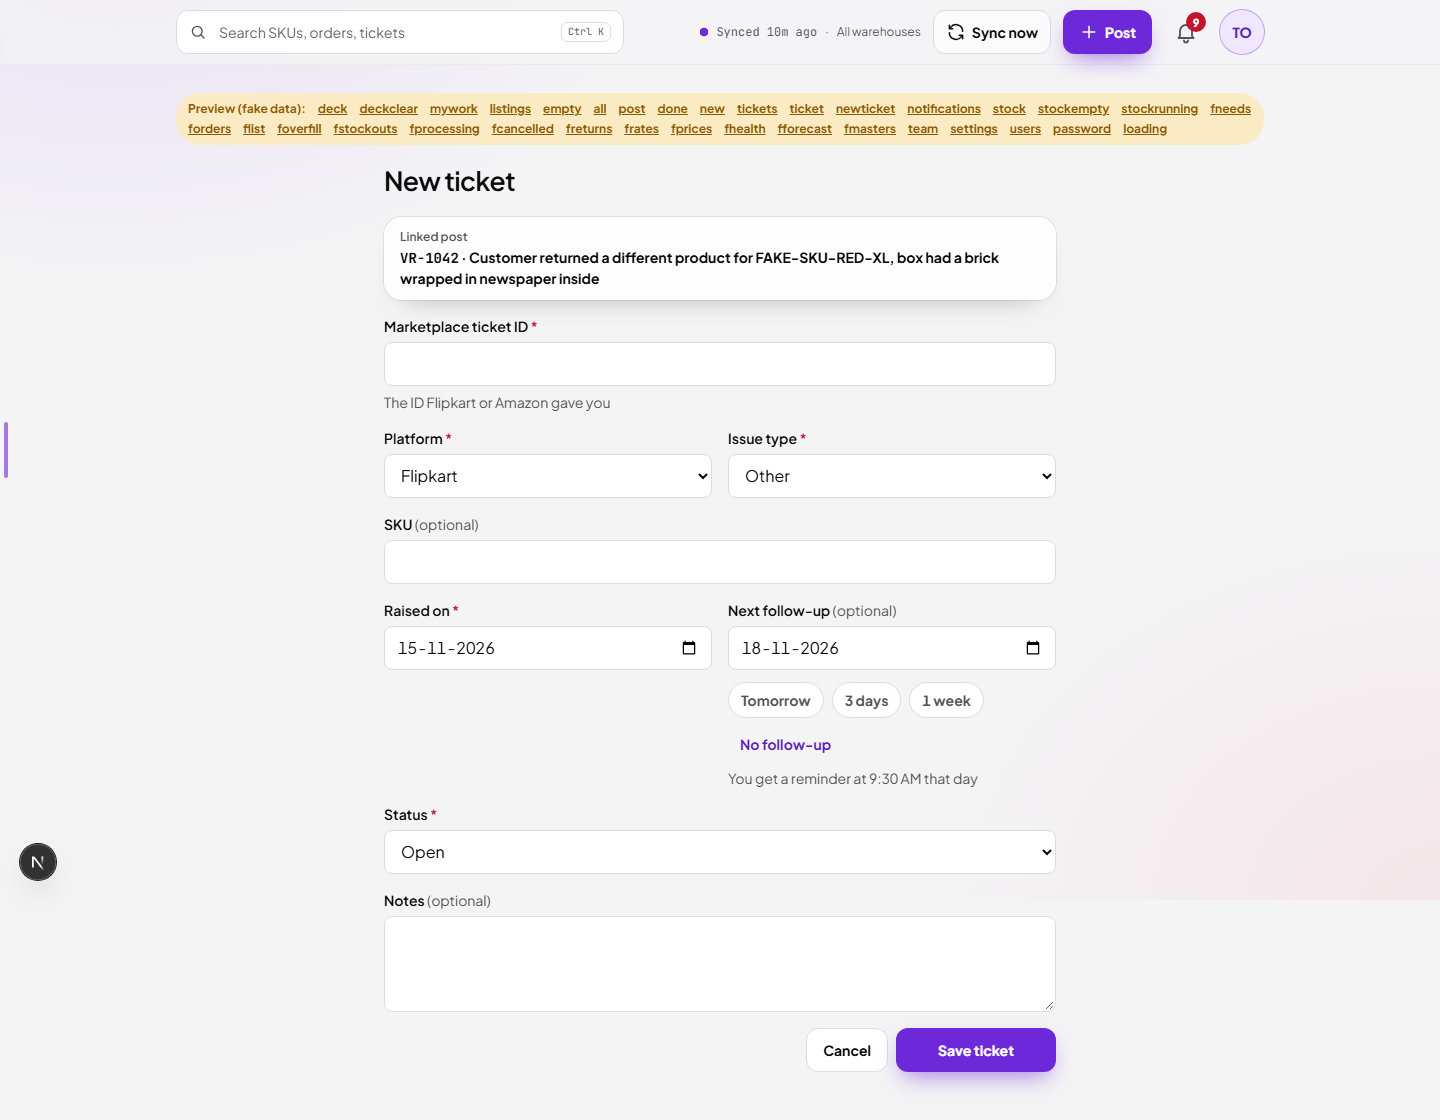 Search SKUs, orders, tickets
Ctrl K
Synced 10m ago · All warehouses
Sync now
Post
9
TO
Preview (fake data): deck deckclear mywork listings empty all post done new tickets ticket newticket notifications stock stockempty stockrunning fneeds
forders flist foverfill fstockouts fprocessing fcancelled freturns frates fprices fhealth fforecast fmasters team settings users password loading
New ticket
Linked post
VR-1042 · Customer returned a different product for FAKE-SKU-RED-XL, box had a brick
wrapped in newspaper inside
Marketplace ticket ID *
The ID Flipkart or Amazon gave you
Platform *
Issue type *
Flipkart
Other
SKU (optional)
Raised on *
Next follow-up (optional)
15-11-2026
18-11-2026
Tomorrow
3 days
1 week
No follow-up
You get a reminder at 9:30 AM that day
Status *
Open
N
Notes (optional)
Cancel
Save ticket